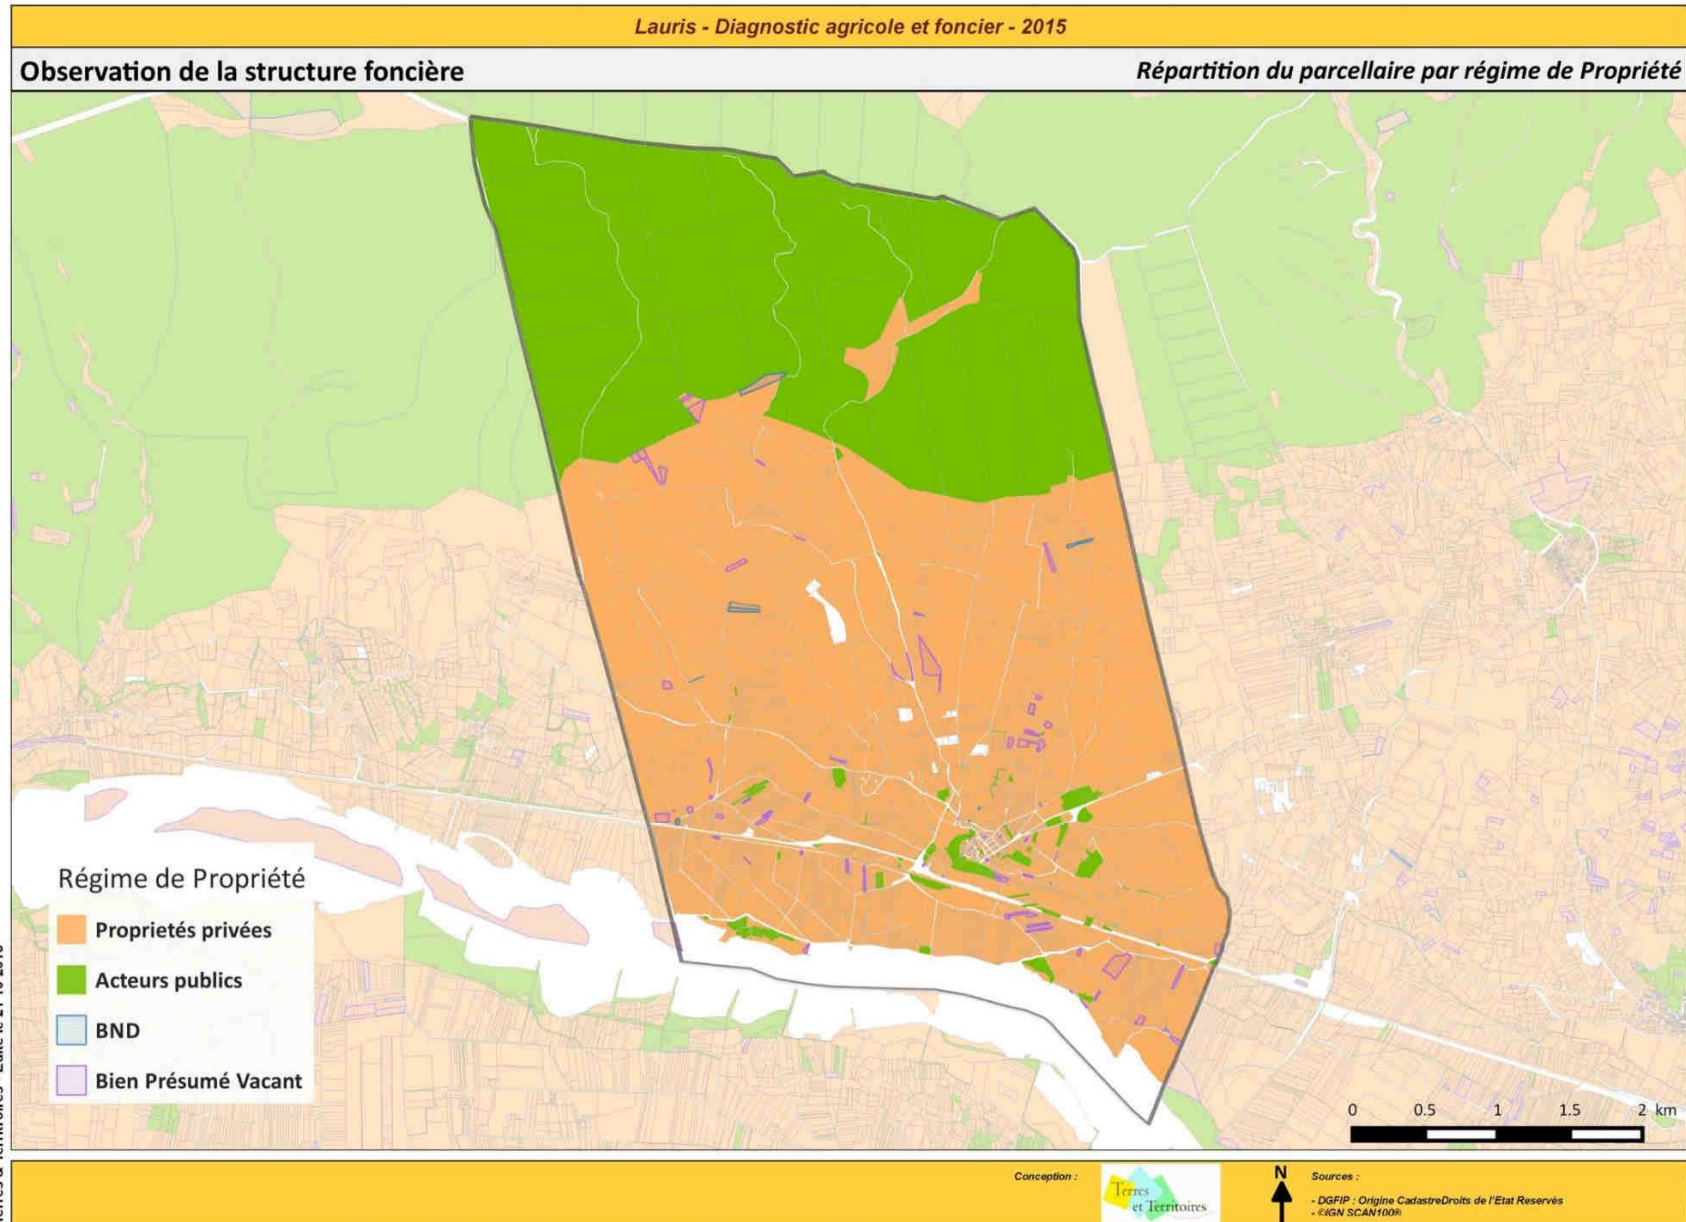 Lauris - Diagnostic agricole et foncier - 2015
Observation de la structure foncière
Répartition du parcellaire par régime de Propriété
Régime de Propriété
Proprietés privées
Acteurs publics
BND
Bien Présumé Vacant
0 0.5 1 1.5 2 km
Conception :
Terres
et Territoires
N
Sources :
- DGFIP : Origine CadastreDroits de l'Etat Reservés
- ©IGN SCAN100®